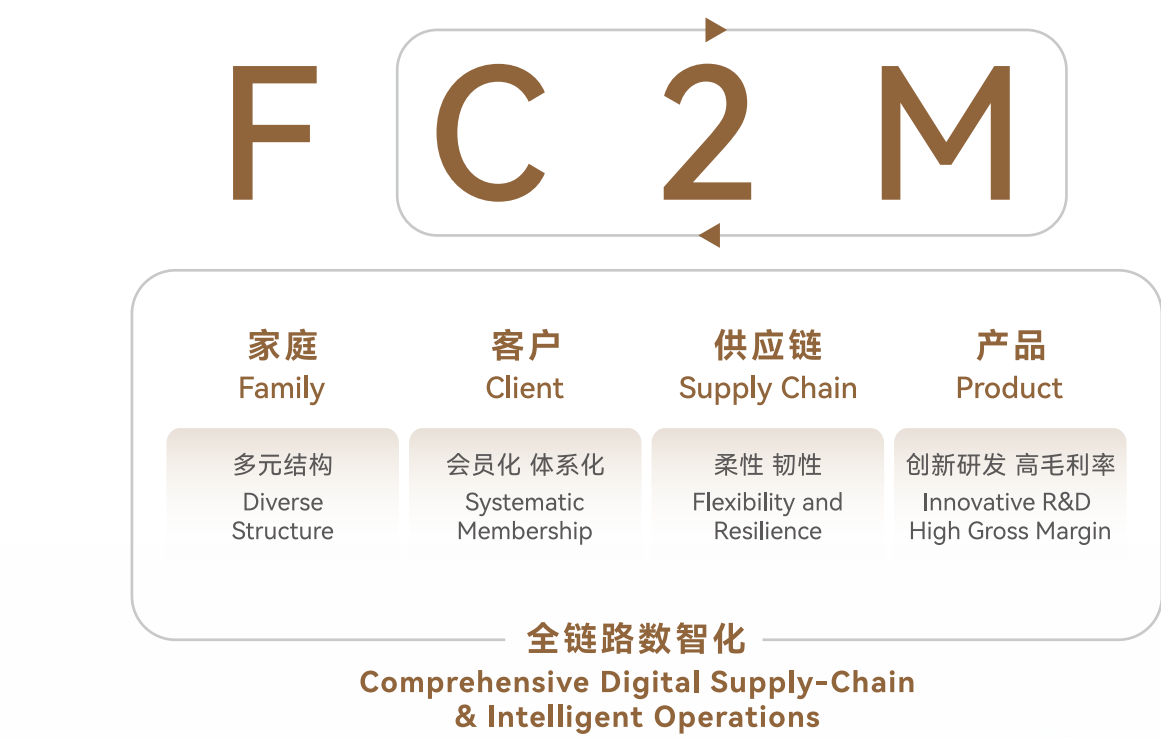 F C 2 M
家庭
Family
客户
Client
供应链
Supply Chain
产品
Product
多元结构
Diverse
Structure
会员化 体系化
Systematic
Membership
柔性 韧性
Flexibility and
Resilience
创新研发 高毛利率
Innovative R&D
High Gross Margin
全链路数智化
Comprehensive Digital Supply-Chain
& Intelligent Operations